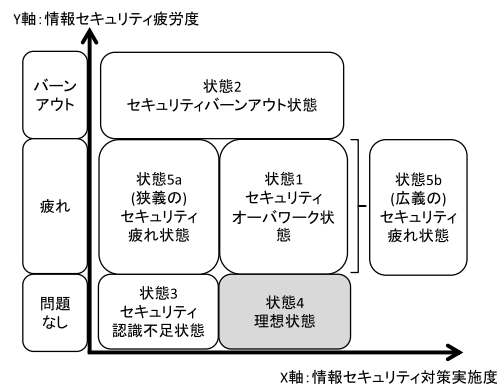 Y軸：情報セキュリティ疲労度
バーン
アウト
状態2
セキュリティバーンアウト状態
疲れ
状態5a
(狭義の)
セキュリティ
疲れ状態
状態1
セキュリティ
オーバワーク状
態
状態5b
(広義の)
セキュリティ
疲れ状態
問題
なし
状態3
セキュリティ
認識不足状態
状態4
理想状態
X軸：情報セキュリティ対策実施度